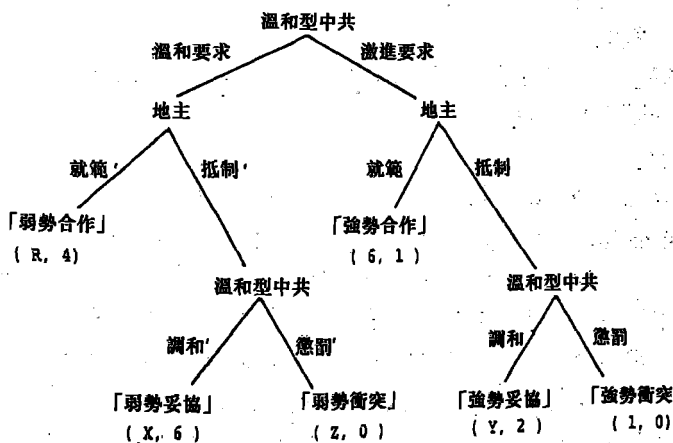 溫和型中共
溫和要求 激進要求
地主 地主
就範' 抵制' 就範 抵制
「弱勢合作」 「強勢合作」
( R, 4) ( 6, 1 )
溫和型中共 溫和型中共
調和' 懲罰' 調和 懲罰
「弱勢妥協」 「弱勢衝突」 「強勢妥協」 「強勢衝突」
( X, 6 ) ( Z, 0 ) ( Y, 2 ) ( 1, 0)